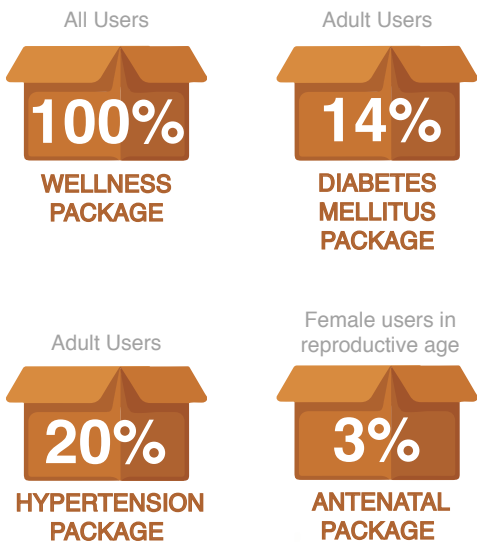 All Users
100%
WELLNESS
PACKAGE
Adult Users
14%
DIABETES
MELLITUS
PACKAGE
Adult Users
20%
HYPERTENSION
PACKAGE
Female users in
reproductive age
3%
ANTENATAL
PACKAGE